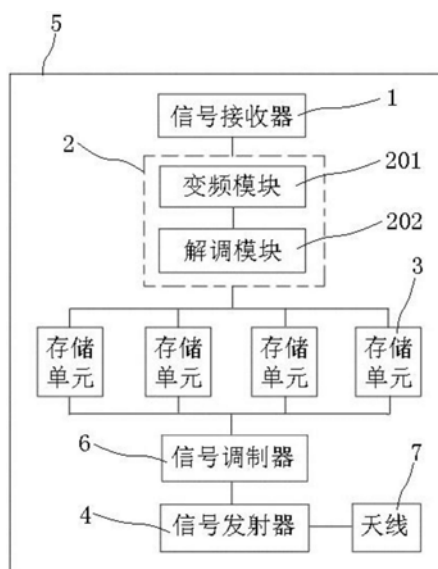 5
信号接收器
1
2
变频模块
201
解调模块
202
3
存储
单元
存储
单元
存储
单元
存储
单元
6
信号调制器
7
4
信号发射器
天线